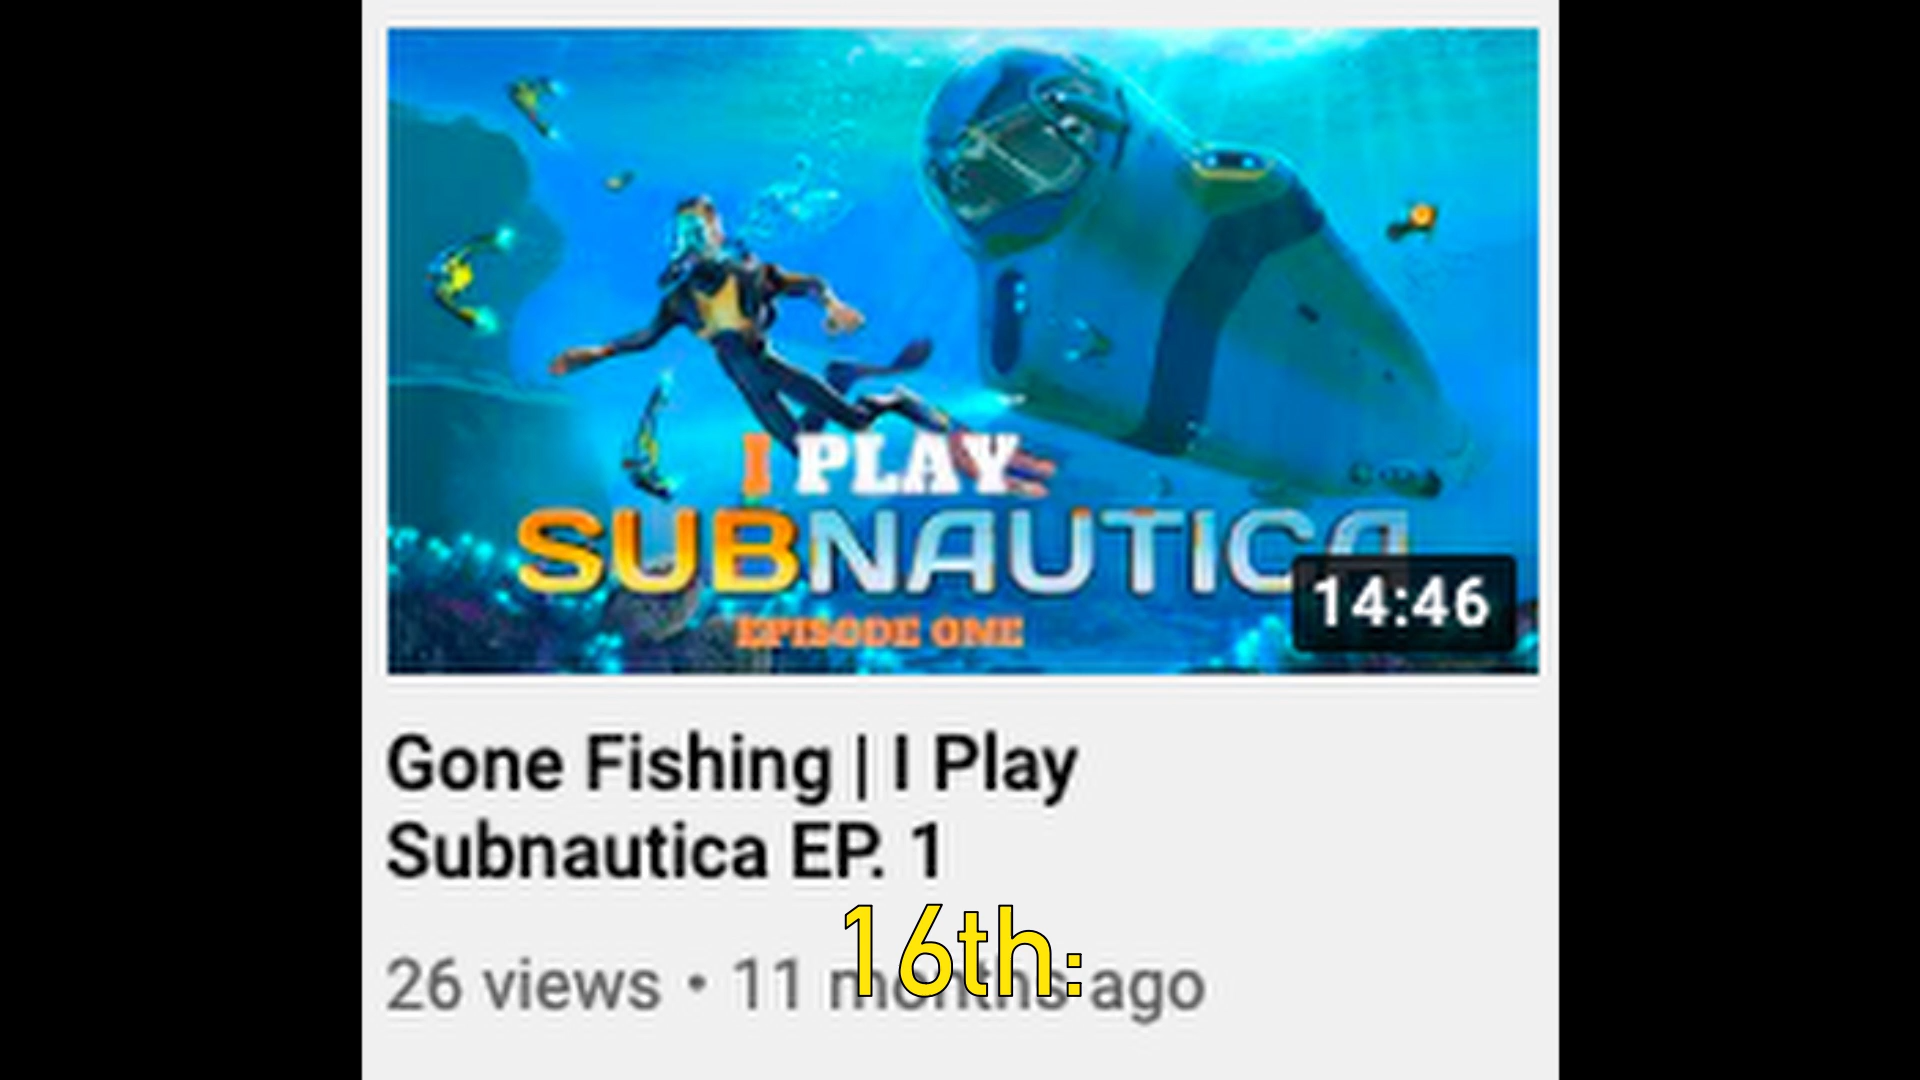 I PLAY
SUBNAUTICA
EPISODE ONE
14:46
Gone Fishing | I Play
Subnautica EP. 1
16th:
26 views • 11 months ago